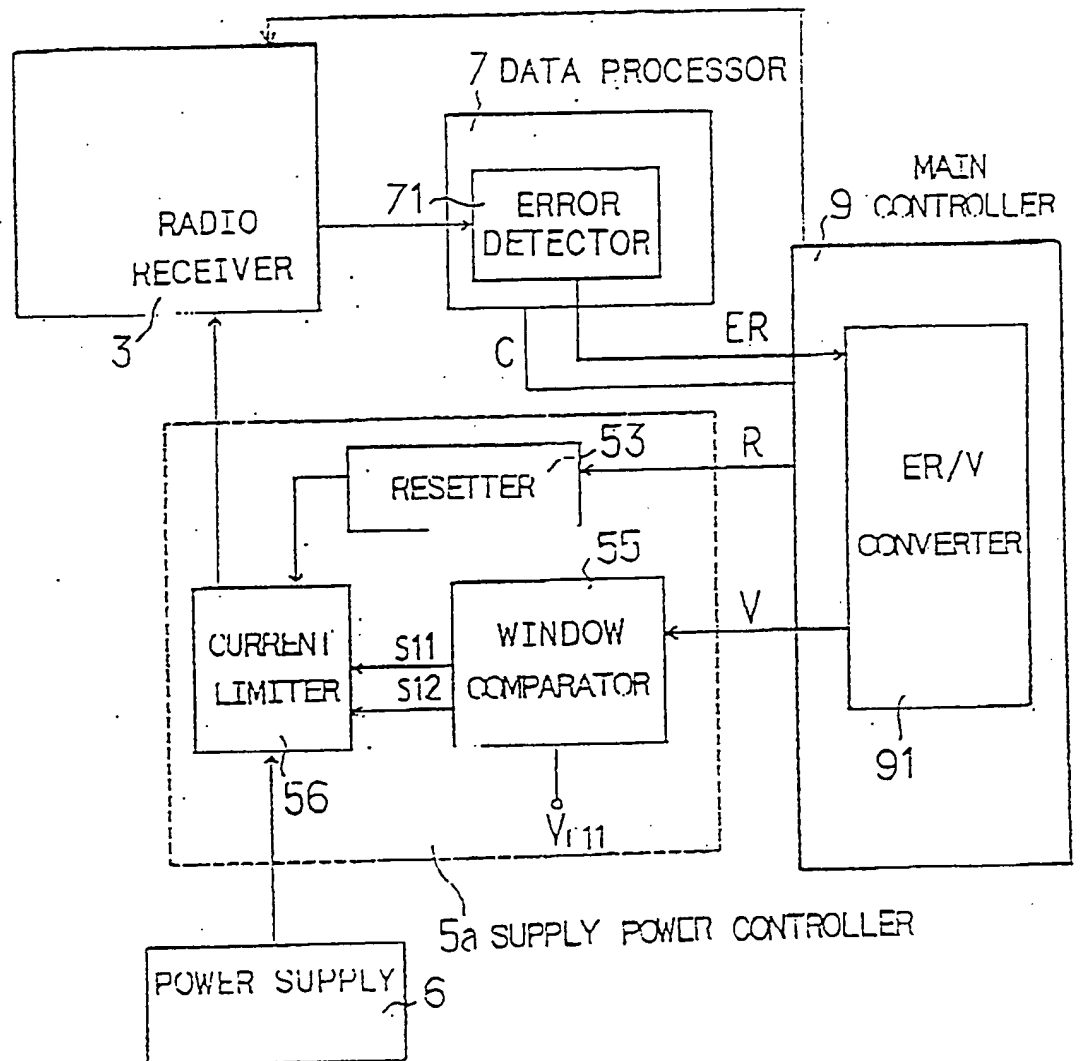 7 DATA PROCESSOR
MAIN
9 CONTROLLER
71
ERROR
DETECTOR
RADIO
RECEIVER
3
ER
C
R
53
RESETTER
ER/V
CONVERTER
55
V
WINDOW
COMPARATOR
S11
S12
CURRENT
LIMITER
56
91
Vr11
5a SUPPLY POWER CONTROLLER
POWER SUPPLY
6